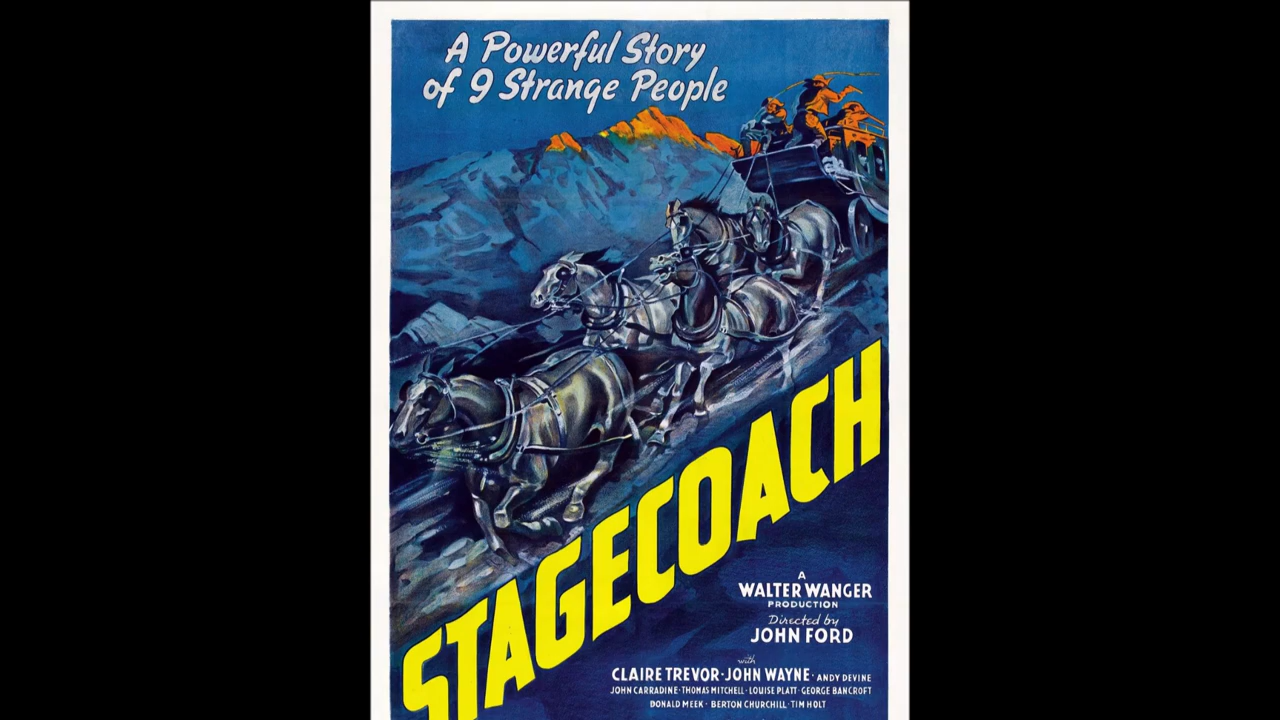 A Powerful Story
of 9 Strange People
STAGECOACH
A
WALTER WANGER
PRODUCTION
Directed by
JOHN FORD
with
CLAIRE TREVOR · JOHN WAYNE · ANDY DEVINE
JOHN CARRADINE · THOMAS MITCHELL · LOUISE PLATT · GEORGE BANCROFT
DONALD MEEK · BERTON CHURCHILL · TIM HOLT